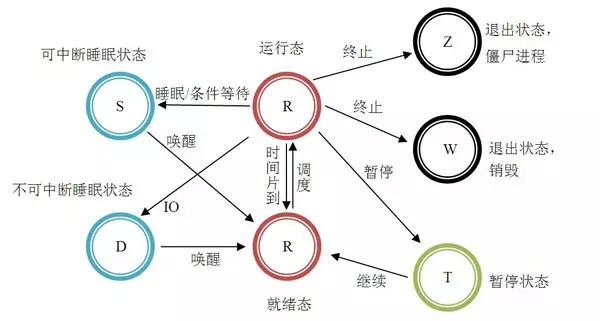 可中断睡眠状态
运行态
终止
Z
退出状态，
僵尸进程
S
睡眠/条件等待
R
终止
W
退出状态，
销毁
唤醒
时间片到
调度
暂停
不可中断睡眠状态
IO
D
唤醒
R
继续
T
暂停状态
就绪态